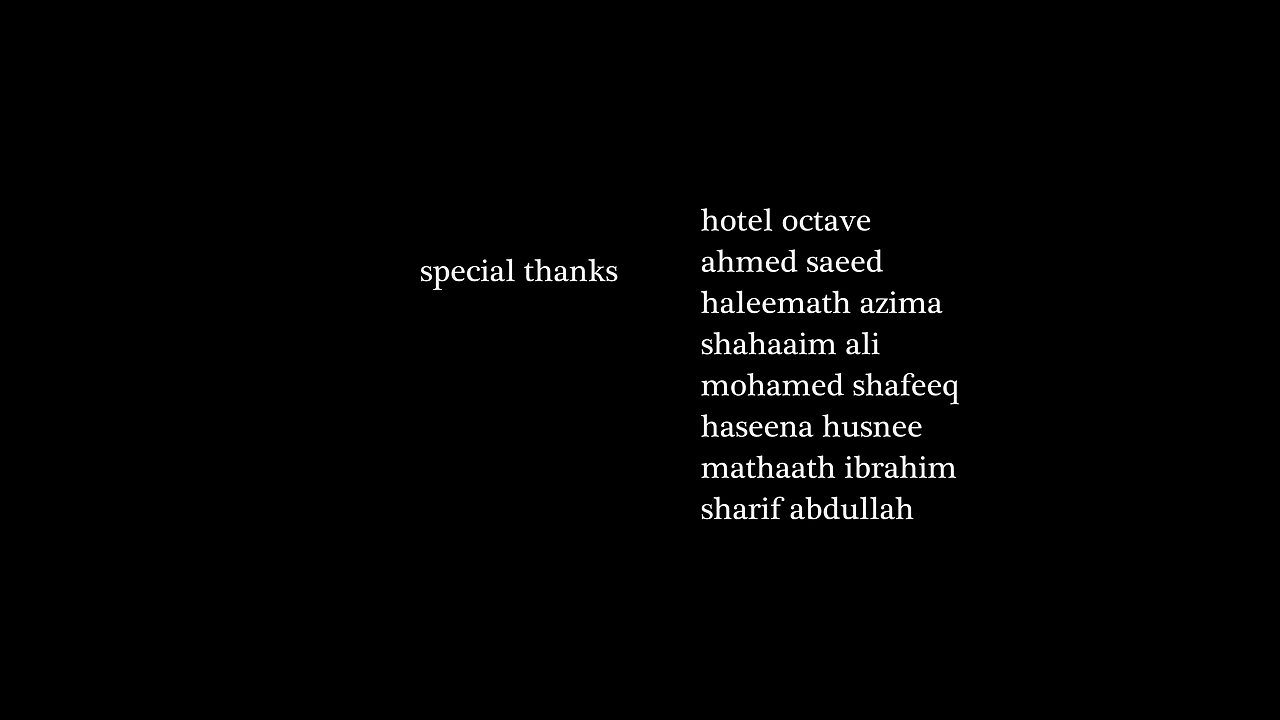 special thanks
hotel octave
ahmed saeed
haleemath azima
shahaaim ali
mohamed shafeeq
haseena husnee
mathaath ibrahim
sharif abdullah